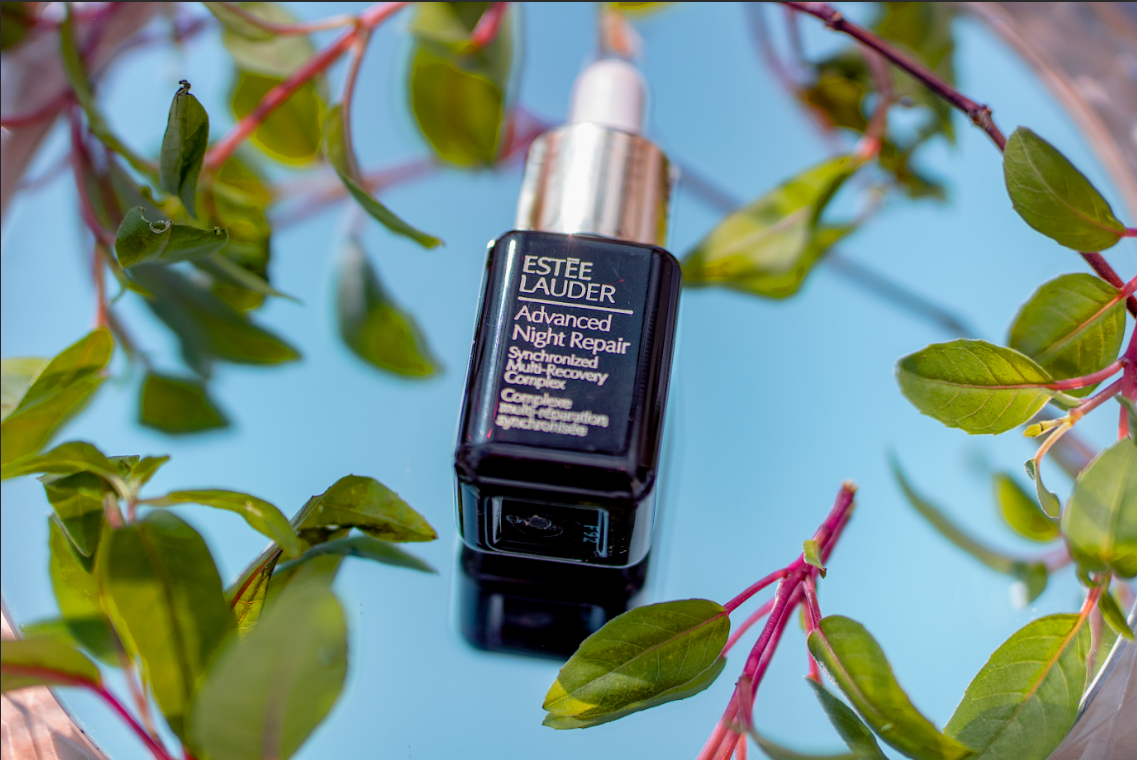 ESTĒE
LAUDER
Advanced
Night Repair
Synchronized
Multi-Recovery
Complex
Complexe
multi-réparation
synchronisée